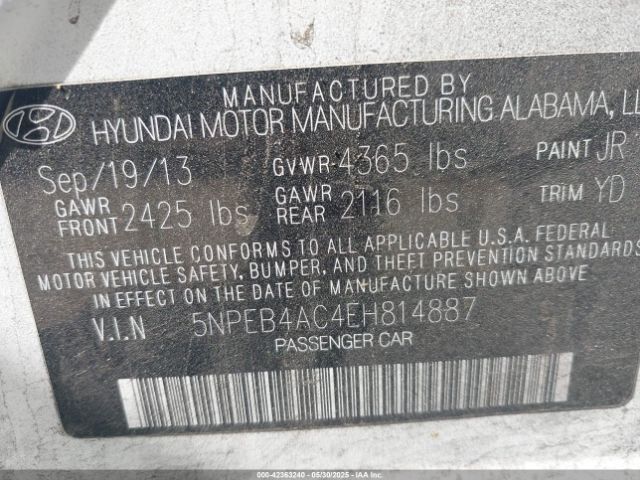 MANUFACTURED BY
HYUNDAI MOTOR MANUFACTURING ALABAMA, LL
Sep/19/13 GVWR 4365 lbs PAINT JR
GAWR FRONT 2425 lbs GAWR REAR 2116 lbs TRIM YD
THIS VEHICLE CONFORMS TO ALL APPLICABLE U.S.A. FEDERAL
MOTOR VEHICLE SAFETY, BUMPER, AND THEFT PREVENTION STANDARDS
IN EFFECT ON THE DATE OF MANUFACTURE SHOWN ABOVE
V.I.N 5NPEB4AC4EH814887
PASSENGER CAR
000-42363240 - 05/30/2025 - IAAI.COM